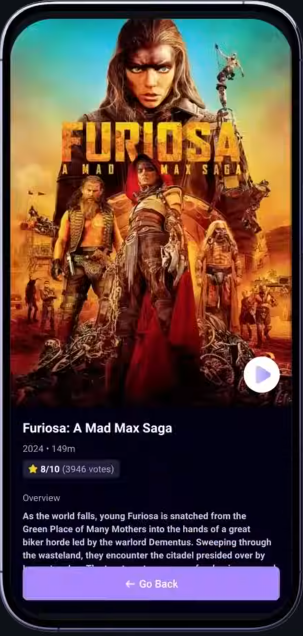 FURIOSA
A MAD MAX SAGA
Furiosa: A Mad Max Saga
2024 • 149m
8/10 (3946 votes)
Overview
As the world falls, young Furiosa is snatched from the
Green Place of Many Mothers into the hands of a great
biker horde led by the warlord Dementus. Sweeping through
the wasteland, they encounter the citadel presided over by
← Go Back